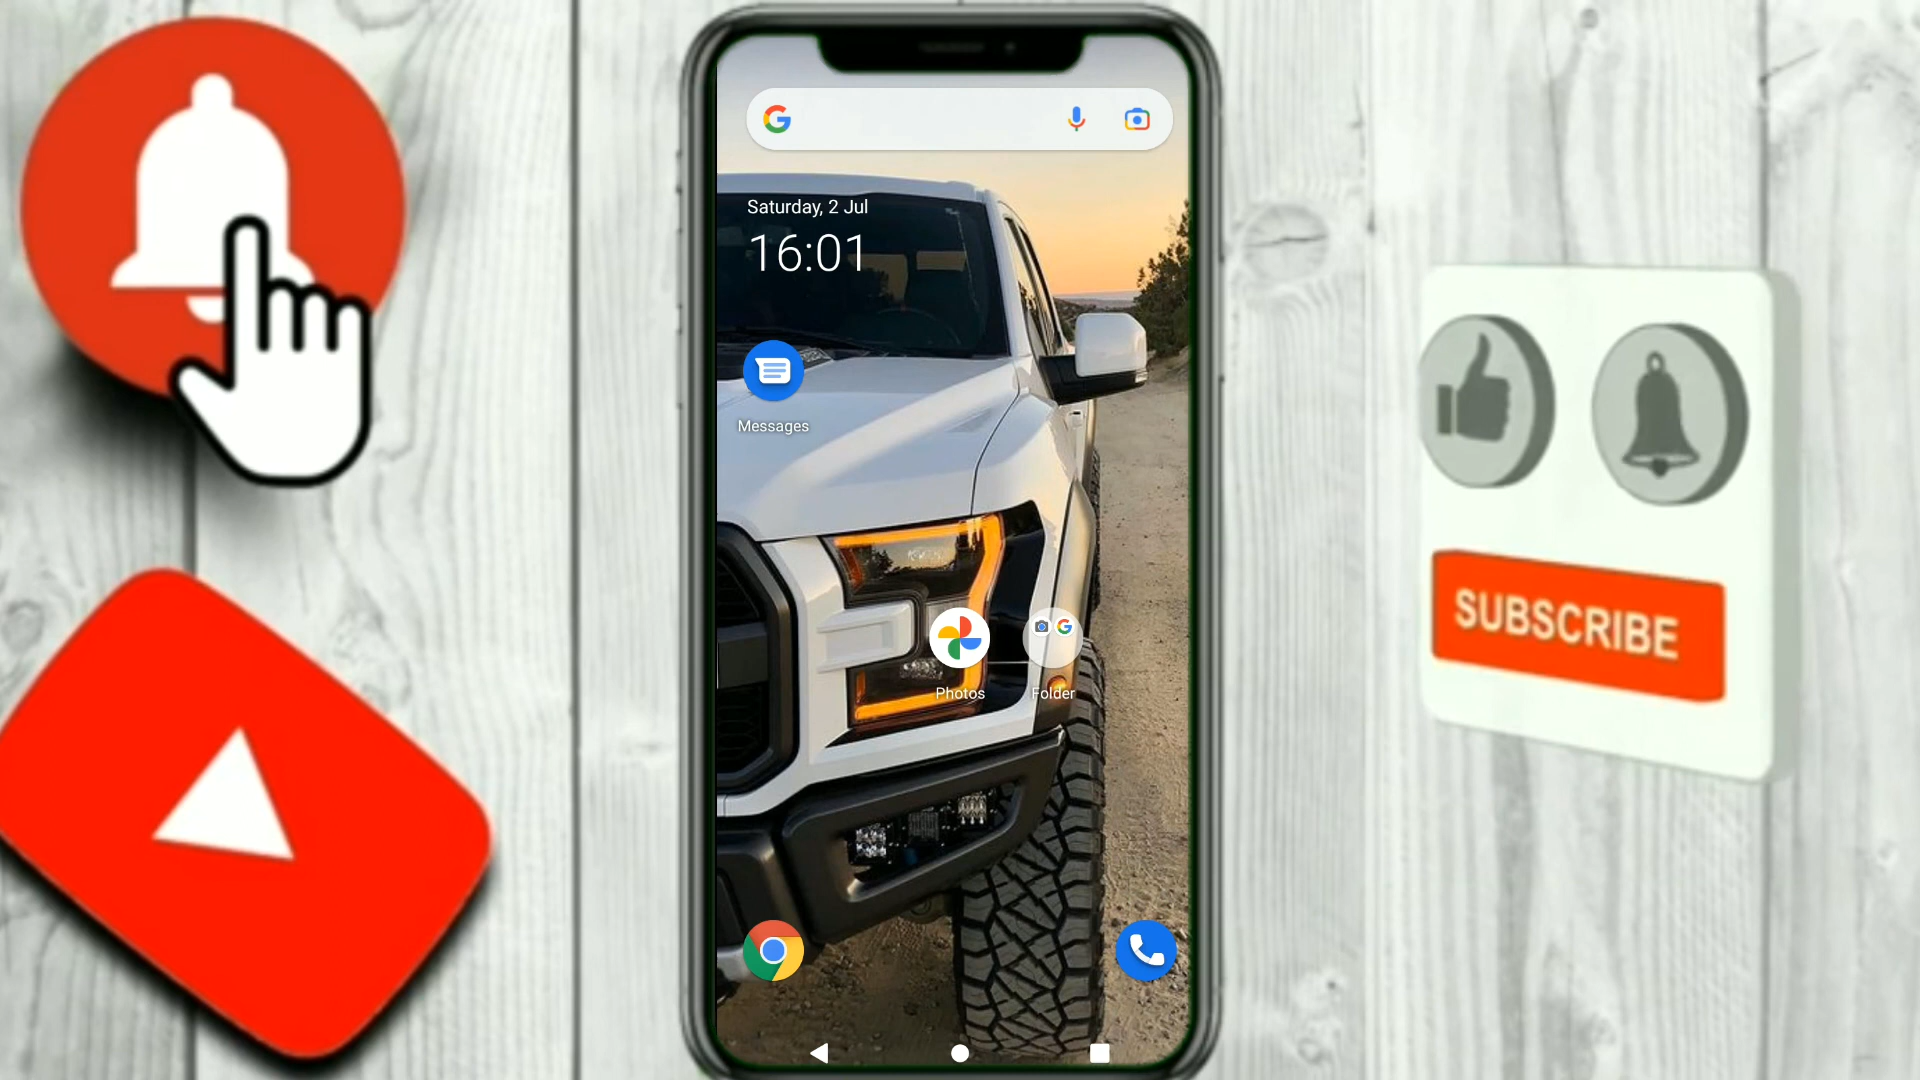 Saturday, 2 Jul
16:01
Messages
Photos
Folder
SUBSCRIBE